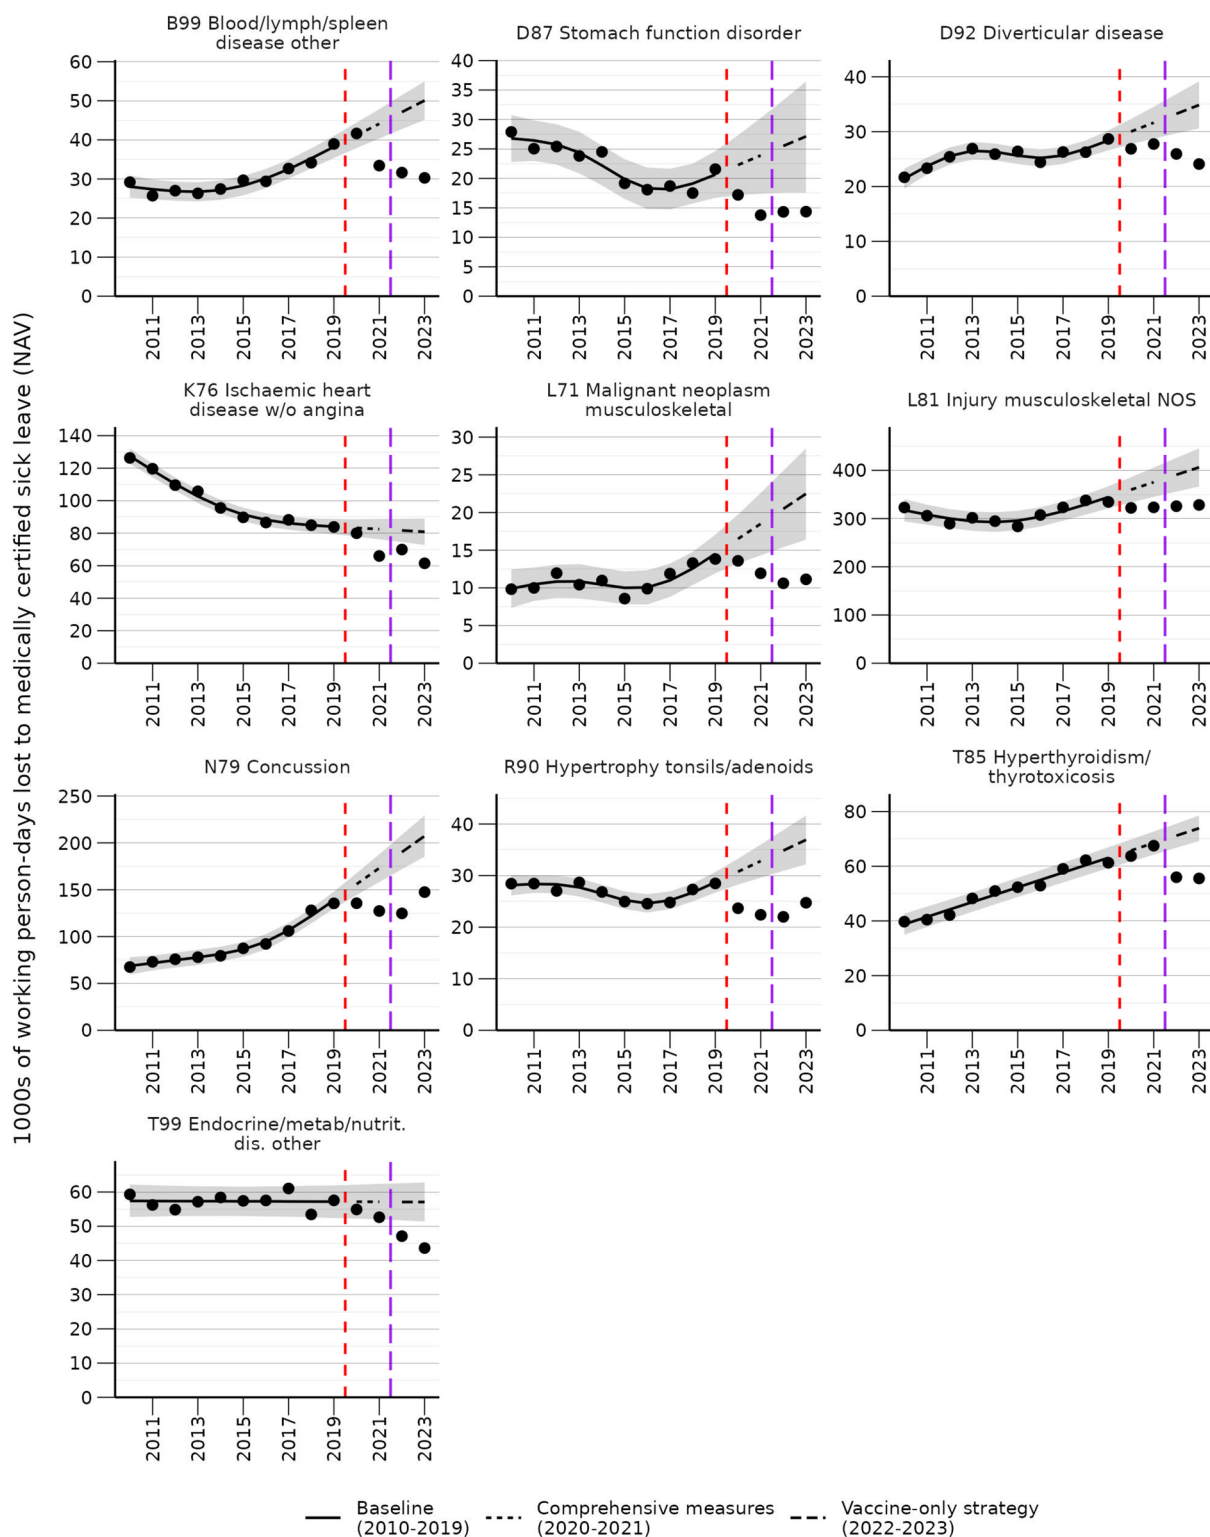 1000s of working person-days lost to medically certified sick leave (NAV)
B99 Blood/lymph/spleen
disease other
60
50
40
30
20
10
0
2011 2013 2015 2017 2019 2021 2023
D87 Stomach function disorder
40
35
30
25
20
15
10
5
0
2011 2013 2015 2017 2019 2021 2023
D92 Diverticular disease
40
30
20
10
0
2011 2013 2015 2017 2019 2021 2023
K76 Ischaemic heart
disease w/o angina
140
120
100
80
60
40
20
0
2011 2013 2015 2017 2019 2021 2023
L71 Malignant neoplasm
musculoskeletal
30
25
20
15
10
5
0
2011 2013 2015 2017 2019 2021 2023
L81 Injury musculoskeletal NOS
400
300
200
100
0
2011 2013 2015 2017 2019 2021 2023
N79 Concussion
250
200
150
100
50
0
2011 2013 2015 2017 2019 2021 2023
R90 Hypertrophy tonsils/adenoids
40
30
20
10
0
2011 2013 2015 2017 2019 2021 2023
T85 Hyperthyroidism/
thyrotoxicosis
80
60
40
20
0
2011 2013 2015 2017 2019 2021 2023
T99 Endocrine/metab/nutrit.
dis. other
60
50
40
30
20
10
0
2011 2013 2015 2017 2019 2021 2023
Baseline
(2010-2019)
Comprehensive measures
(2020-2021)
Vaccine-only strategy
(2022-2023)